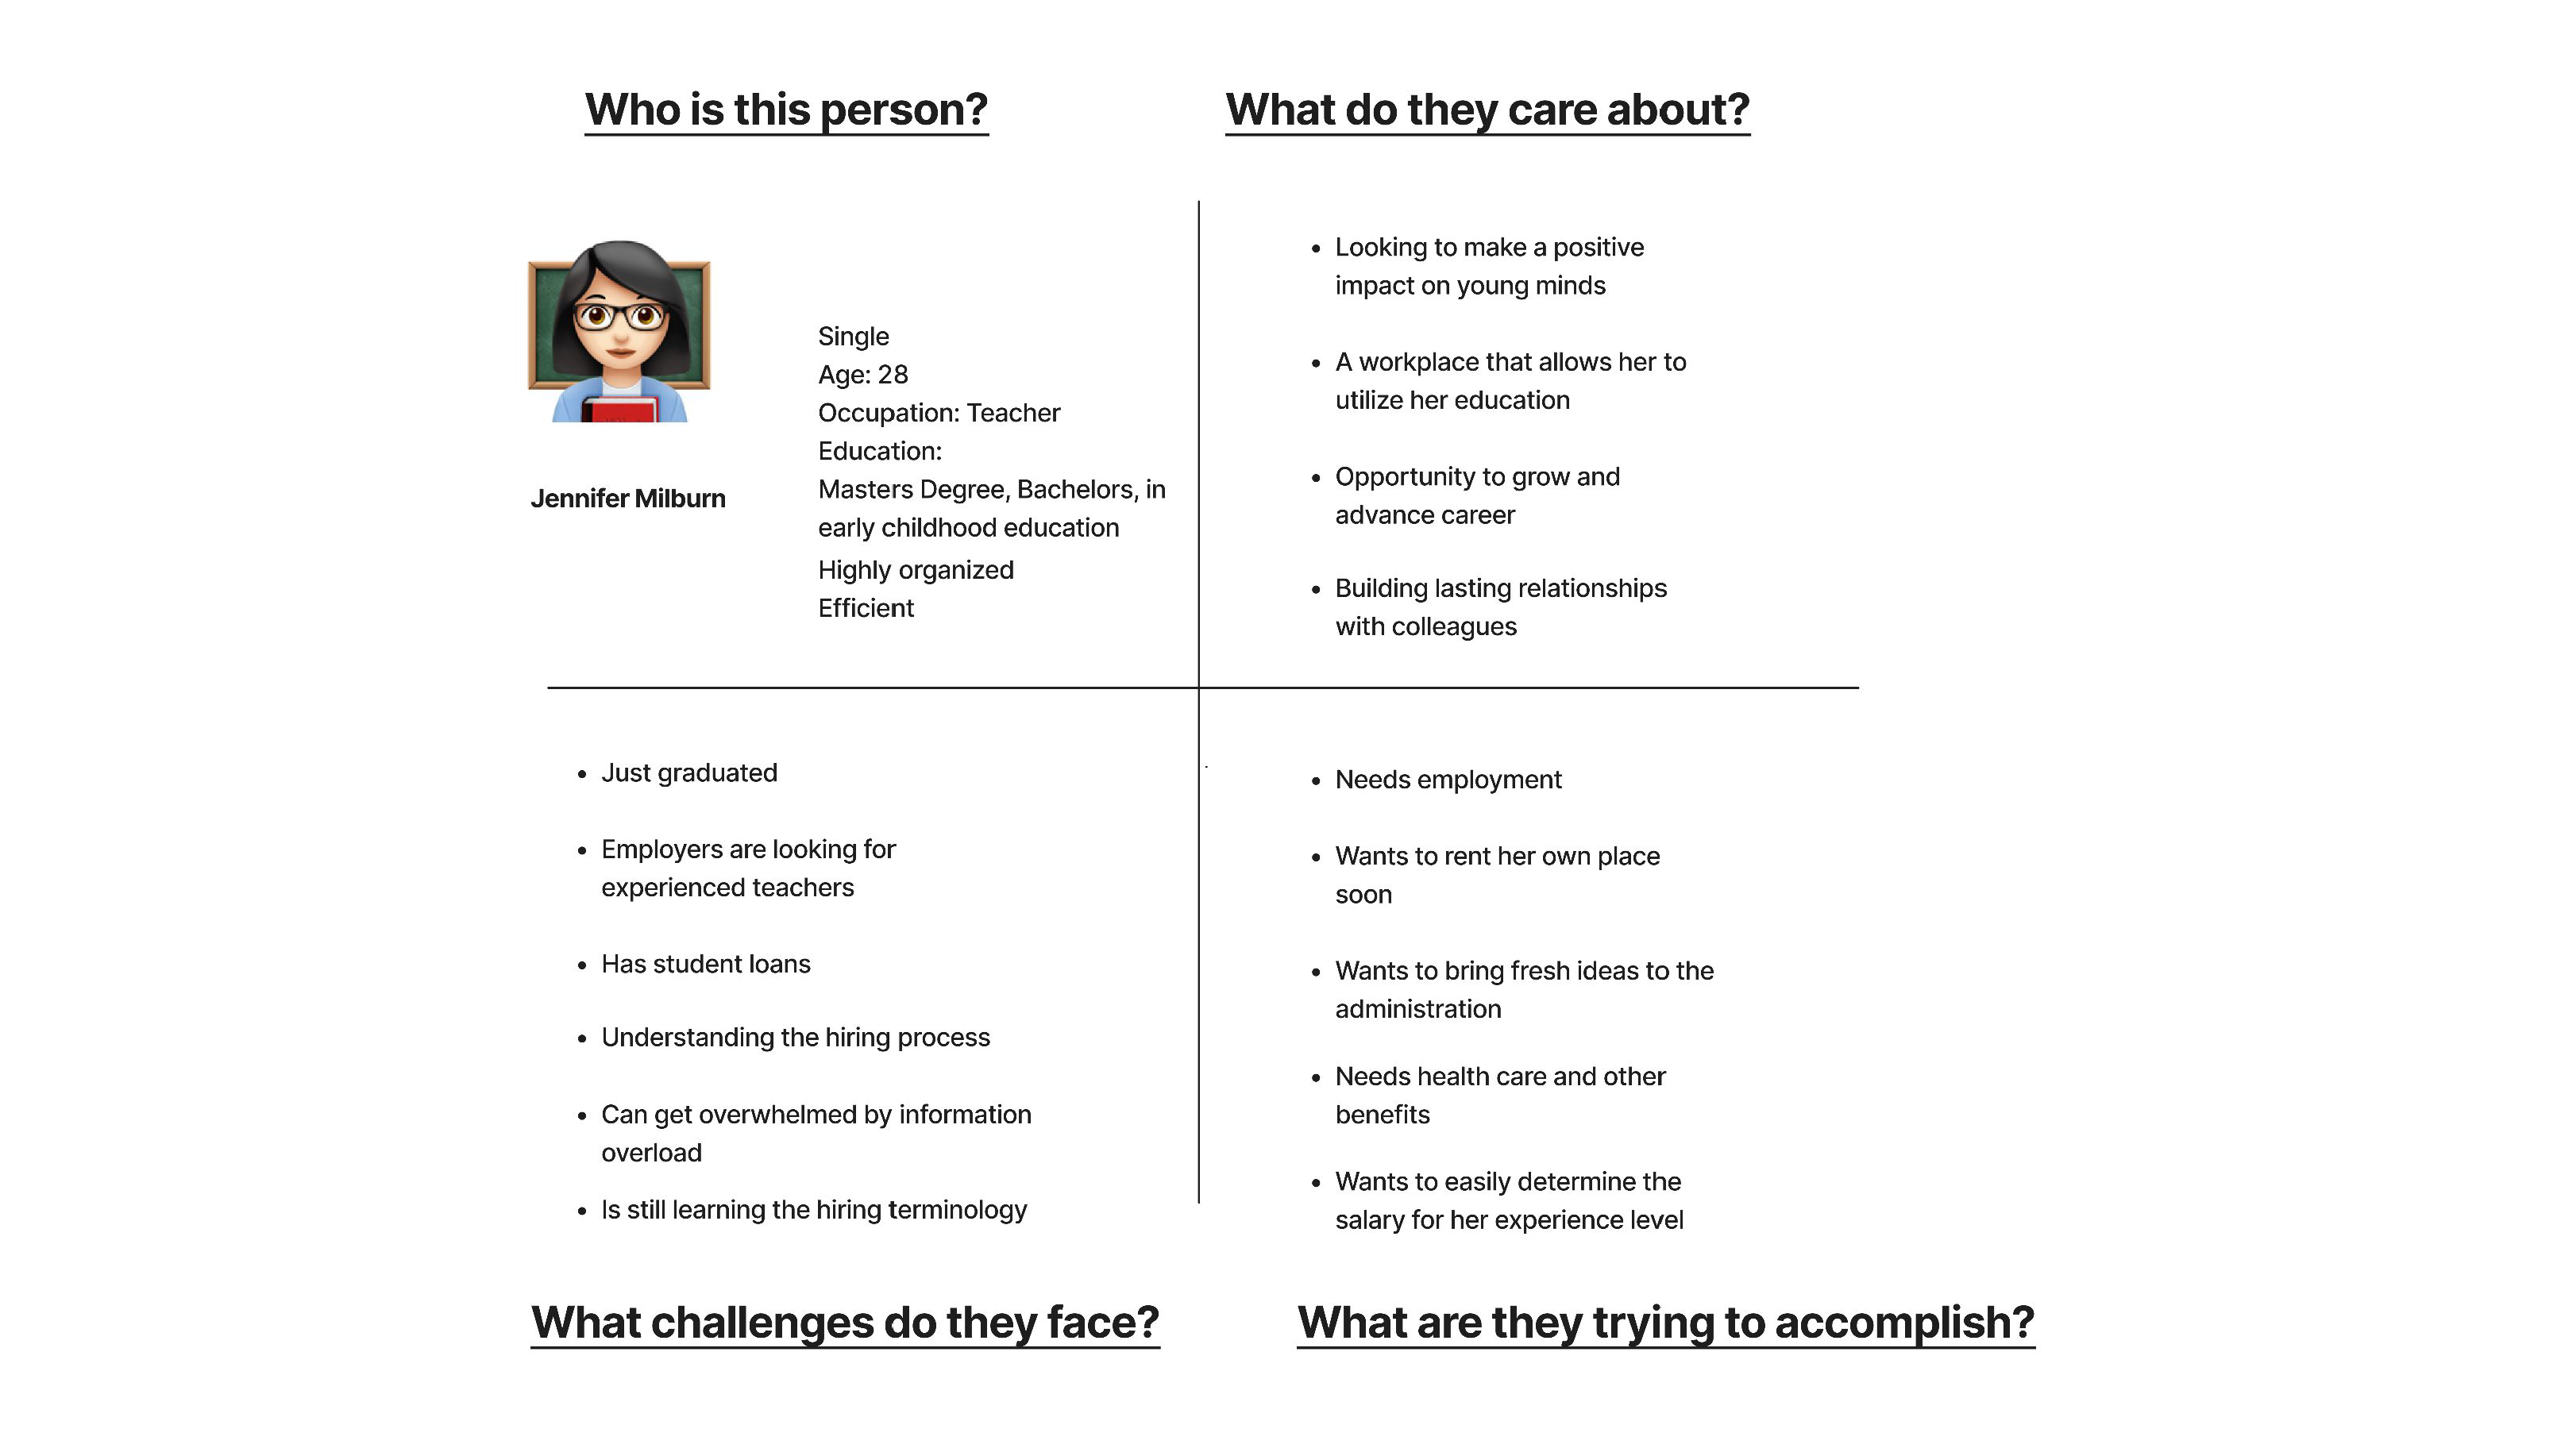 Who is this person?
What do they care about?
Single
Age: 28
Occupation: Teacher
Education:
Masters Degree, Bachelors, in
early childhood education
Highly organized
Efficient
Jennifer Milburn
• Looking to make a positive
impact on young minds
• A workplace that allows her to
utilize her education
• Opportunity to grow and
advance career
• Building lasting relationships
with colleagues
• Just graduated
• Employers are looking for
experienced teachers
• Has student loans
• Understanding the hiring process
• Can get overwhelmed by information
overload
• Is still learning the hiring terminology
• Needs employment
• Wants to rent her own place
soon
• Wants to bring fresh ideas to the
administration
• Needs health care and other
benefits
• Wants to easily determine the
salary for her experience level
What challenges do they face?
What are they trying to accomplish?